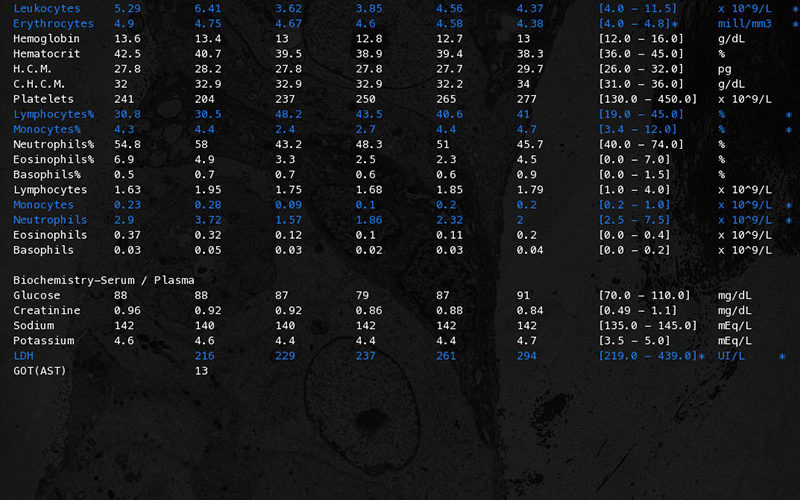 Leukocytes 5.29 6.41 3.62 3.85 4.56 4.37 [4.0 – 11.5] x 10^9/L *
Erythrocytes 4.9 4.75 4.67 4.6 4.58 4.38 [4.0 – 4.8]* mill/mm3 *
Hemoglobin 13.6 13.4 13 12.8 12.7 13 [12.0 – 16.0] g/dL
Hematocrit 42.5 40.7 39.5 38.9 39.4 38.3 [36.0 – 45.0] %
H.C.M. 27.8 28.2 27.8 27.8 27.7 29.7 [26.0 – 32.0] pg
C.H.C.M. 32 32.9 32.9 32.9 32.2 34 [31.0 – 36.0] g/dL
Platelets 241 204 237 250 265 277 [130.0 – 450.0] x 10^9/L
Lymphocytes% 30.8 30.5 48.2 43.5 40.6 41 [19.0 – 45.0] % *
Monocytes% 4.3 4.4 2.4 2.7 4.4 4.7 [3.4 – 12.0] % *
Neutrophils% 54.8 58 43.2 48.3 51 45.7 [40.0 – 74.0] %
Eosinophils% 6.9 4.9 3.3 2.5 2.3 4.5 [0.0 – 7.0] %
Basophils% 0.5 0.7 0.7 0.6 0.6 0.9 [0.0 – 1.5] %
Lymphocytes 1.63 1.95 1.75 1.68 1.85 1.79 [1.0 – 4.0] x 10^9/L
Monocytes 0.23 0.28 0.09 0.1 0.2 0.2 [0.2 – 1.0] x 10^9/L *
Neutrophils 2.9 3.72 1.57 1.86 2.32 2 [2.5 – 7.5] x 10^9/L *
Eosinophils 0.37 0.32 0.12 0.1 0.11 0.2 [0.0 – 0.4] x 10^9/L
Basophils 0.03 0.05 0.03 0.02 0.03 0.04 [0.0 – 0.2] x 10^9/L
Biochemistry–Serum / Plasma
Glucose 88 88 87 79 87 91 [70.0 – 110.0] mg/dL
Creatinine 0.96 0.92 0.92 0.86 0.88 0.84 [0.49 – 1.1] mg/dL
Sodium 142 140 140 142 142 142 [135.0 – 145.0] mEq/L
Potassium 4.6 4.6 4.4 4.4 4.4 4.7 [3.5 – 5.0] mEq/L
LDH 216 229 237 261 294 [219.0 – 439.0]* UI/L *
GOT(AST) 13